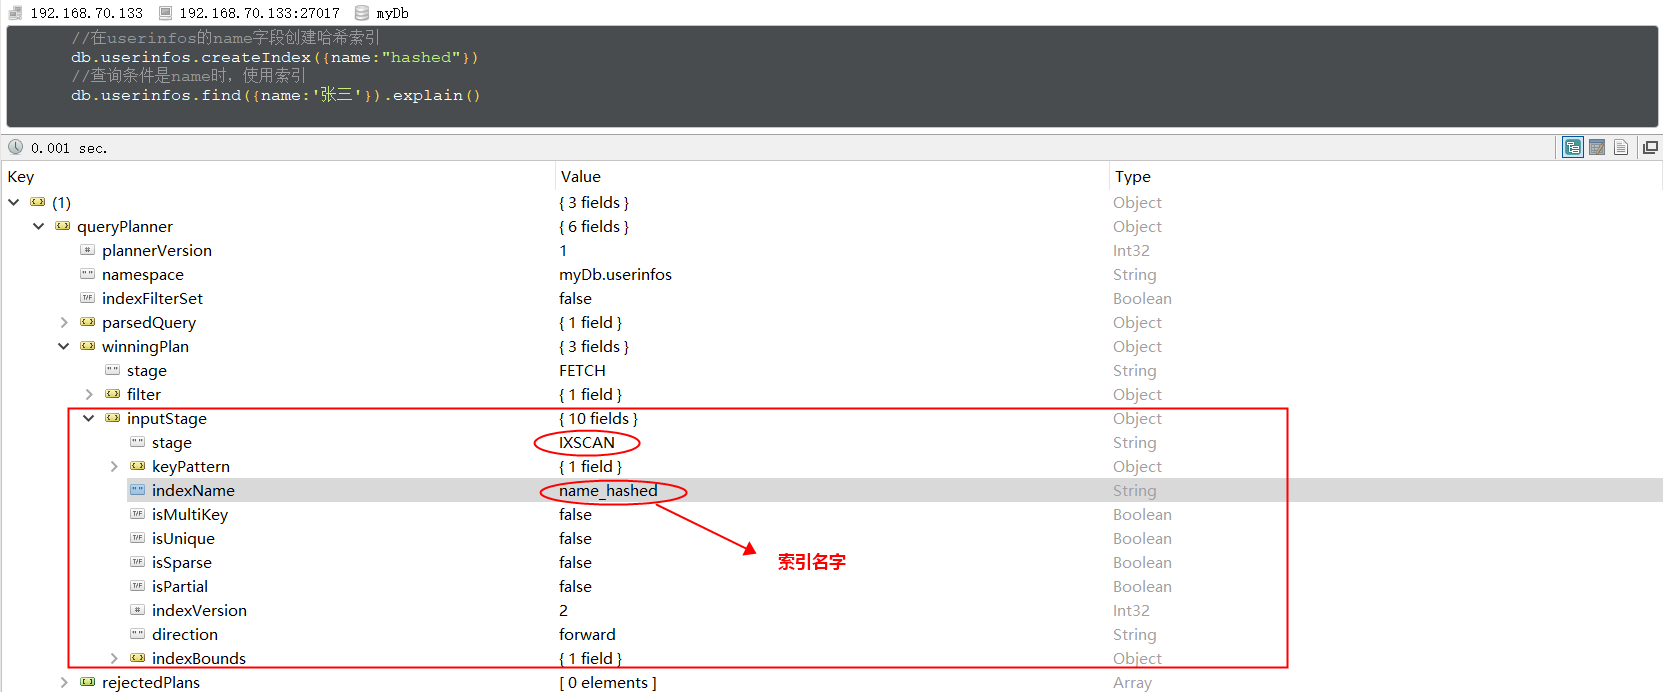 192.168.70.133 192.168.70.133:27017 myDb
//在userinfos的name字段创建哈希索引
db.userinfos.createIndex({name:"hashed"})
//查询条件是name时，使用索引
db.userinfos.find({name:'张三'}).explain()
0.001 sec.
Key Value Type
(1) { 3 fields } Object
queryPlanner { 6 fields } Object
# plannerVersion 1 Int32
"" namespace myDb.userinfos String
T/F indexFilterSet false Boolean
parsedQuery { 1 field } Object
winningPlan { 3 fields } Object
"" stage FETCH String
filter { 1 field } Object
inputStage { 10 fields } Object
"" stage IXSCAN String
keyPattern { 1 field } Object
"" indexName name_hashed String
T/F isMultiKey false Boolean
T/F isUnique false Boolean
索引名字
T/F isSparse false Boolean
T/F isPartial false Boolean
# indexVersion 2 Int32
"" direction forward String
indexBounds { 1 field } Object
rejectedPlans [ 0 elements ] Array